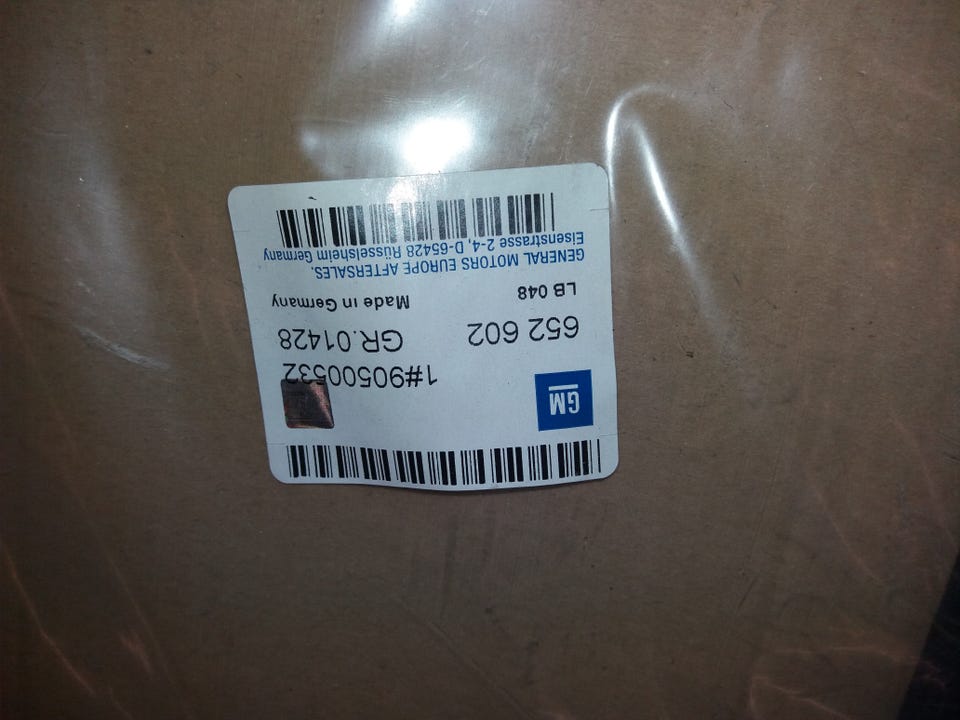 GM
1#90500532
652 602
GR.01428
LB 048
Made in Germany
GENERAL MOTORS EUROPE AFTERSALES.
Eisenstrasse 2-4, D-65428 Rüsselsheim Germany